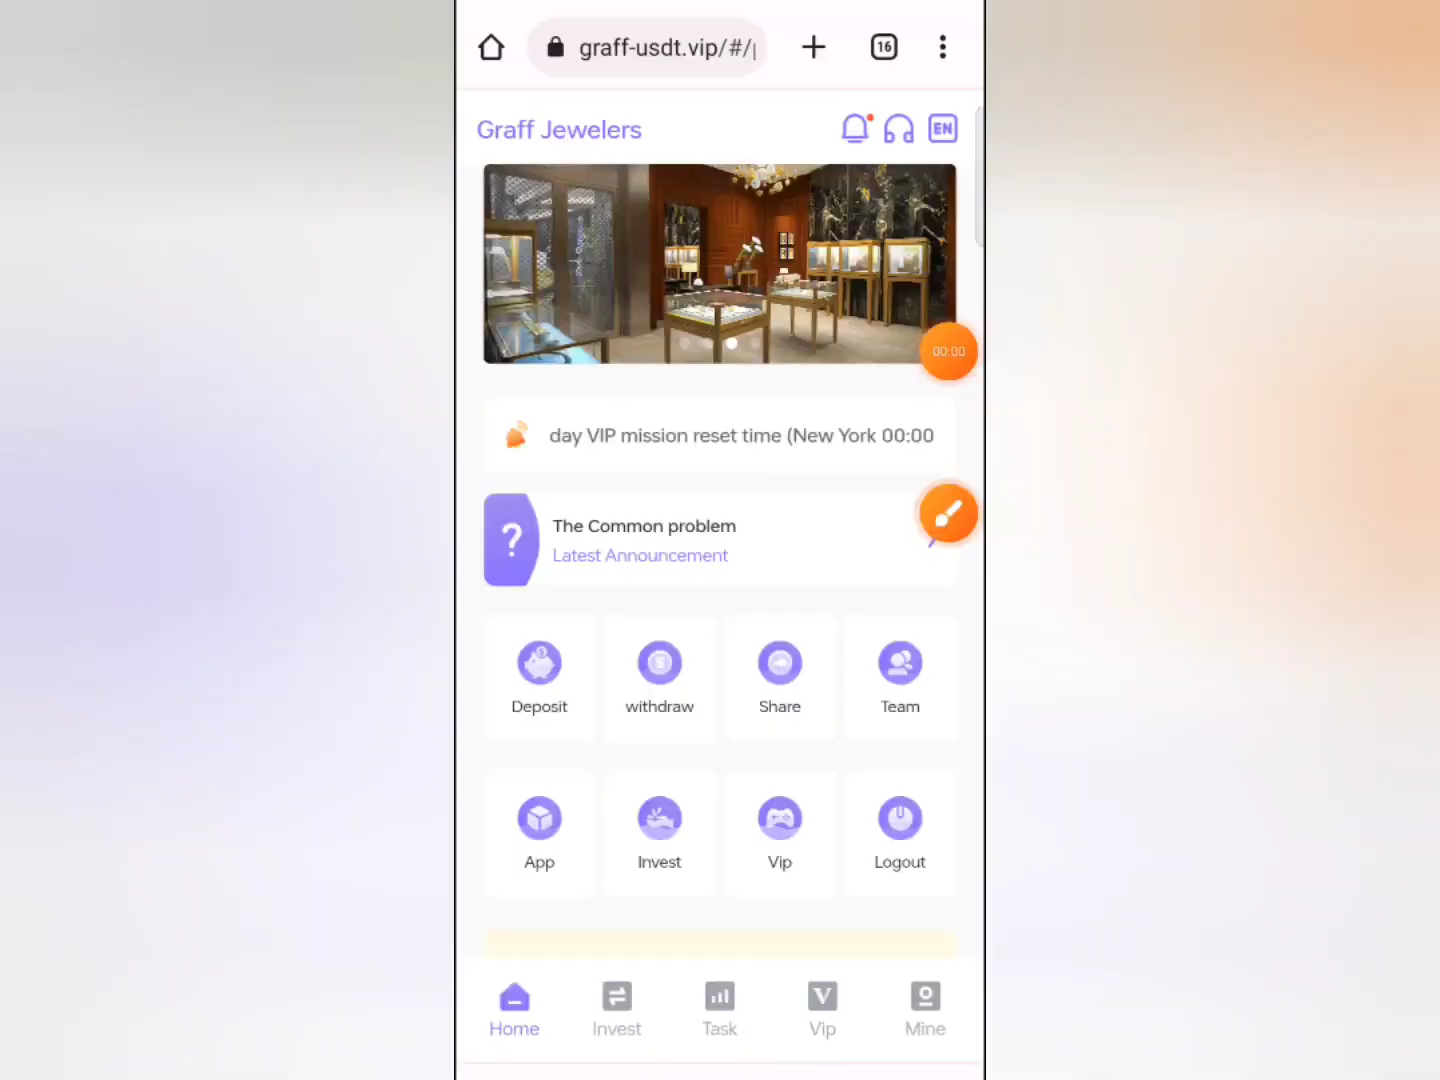 graff-usdt.vip/#/
16
Graff Jewelers
EN
00:00
day VIP mission reset time (New York 00:00
?
The Common problem
Latest Announcement
Deposit
withdraw
Share
Team
App
Invest
Vip
Logout
Home
Invest
Task
V
Vip
Mine